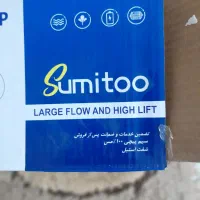 P
Sumitoo
LARGE FLOW AND HIGH LIFT
تضمین خدمات و ضمانت پس از فروش
سیم پیچی ۱۰۰٪ مس
شفت استیل